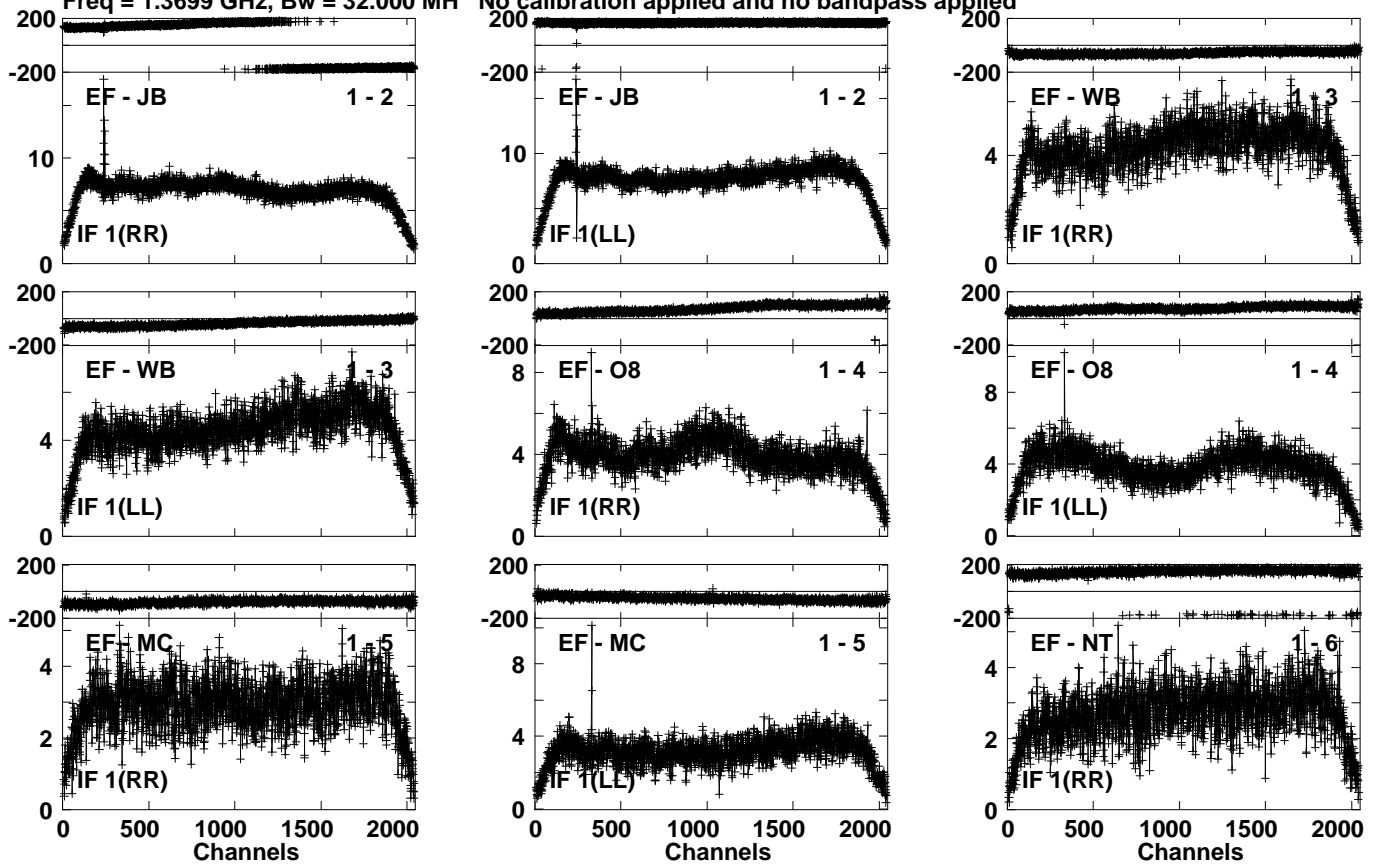 Freq = 1.3699 GHz, Bw = 32.000 MH No calibration applied and no bandpass applied
200
-200
EF - JB 1 - 2
10
IF 1(RR)
0
EF - JB 1 - 2
10
IF 1(LL)
0
200
-200
EF - WB 1 - 3
4
IF 1(RR)
0
200
-200
EF - WB 1 - 3
4
IF 1(LL)
0
200
-200
EF - O8 1 - 4
8
4
IF 1(RR)
0
200
-200
EF - O8 1 - 4
8
4
IF 1(LL)
0
200
-200
EF - MC 1 - 5
4
2
IF 1(RR)
0
0 500 1000 1500 2000
Channels
200
-200
EF - MC 1 - 5
8
4
IF 1(LL)
0
0 500 1000 1500 2000
Channels
200
-200
EF - NT 1 - 6
4
2
IF 1(RR)
0
0 500 1000 1500 2000
Channels